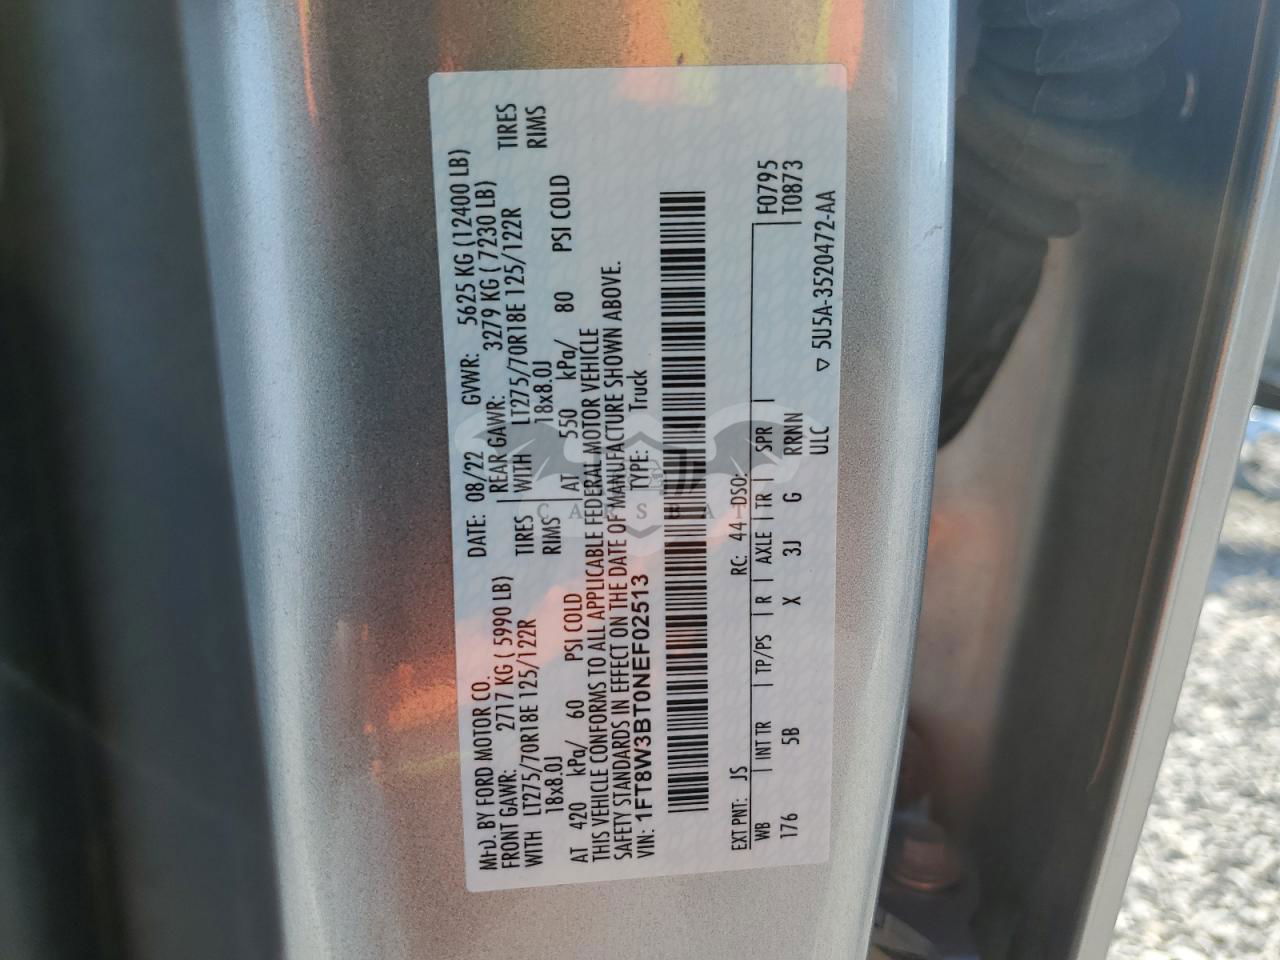 MFD. BY FORD MOTOR CO. DATE: 08/22 GVWR: 5625 KG (12400 LB)
FRONT GAWR: 2717 KG ( 5990 LB) REAR GAWR: 3279 KG ( 7230 LB)
WITH LT275/70R18E 125/122R TIRES WITH LT275/70R18E 125/122R TIRES
18x8.0J RIMS 18x8.0J RIMS
AT 420 kPa/ 60 PSI COLD AT 550 kPa/ 80 PSI COLD
THIS VEHICLE CONFORMS TO ALL APPLICABLE FEDERAL MOTOR VEHICLE
SAFETY STANDARDS IN EFFECT ON THE DATE OF MANUFACTURE SHOWN ABOVE.
VIN: 1FT8W3BT0NEF02513 TYPE: Truck
CARSBAT
EXT PNT: JS RC: 44 DSO: F0795
WB INT TR TP/PS R AXLE TR SPR T0873
176 5B X 3J G RRNN
ULC ▽ 5U5A-3520472-AA